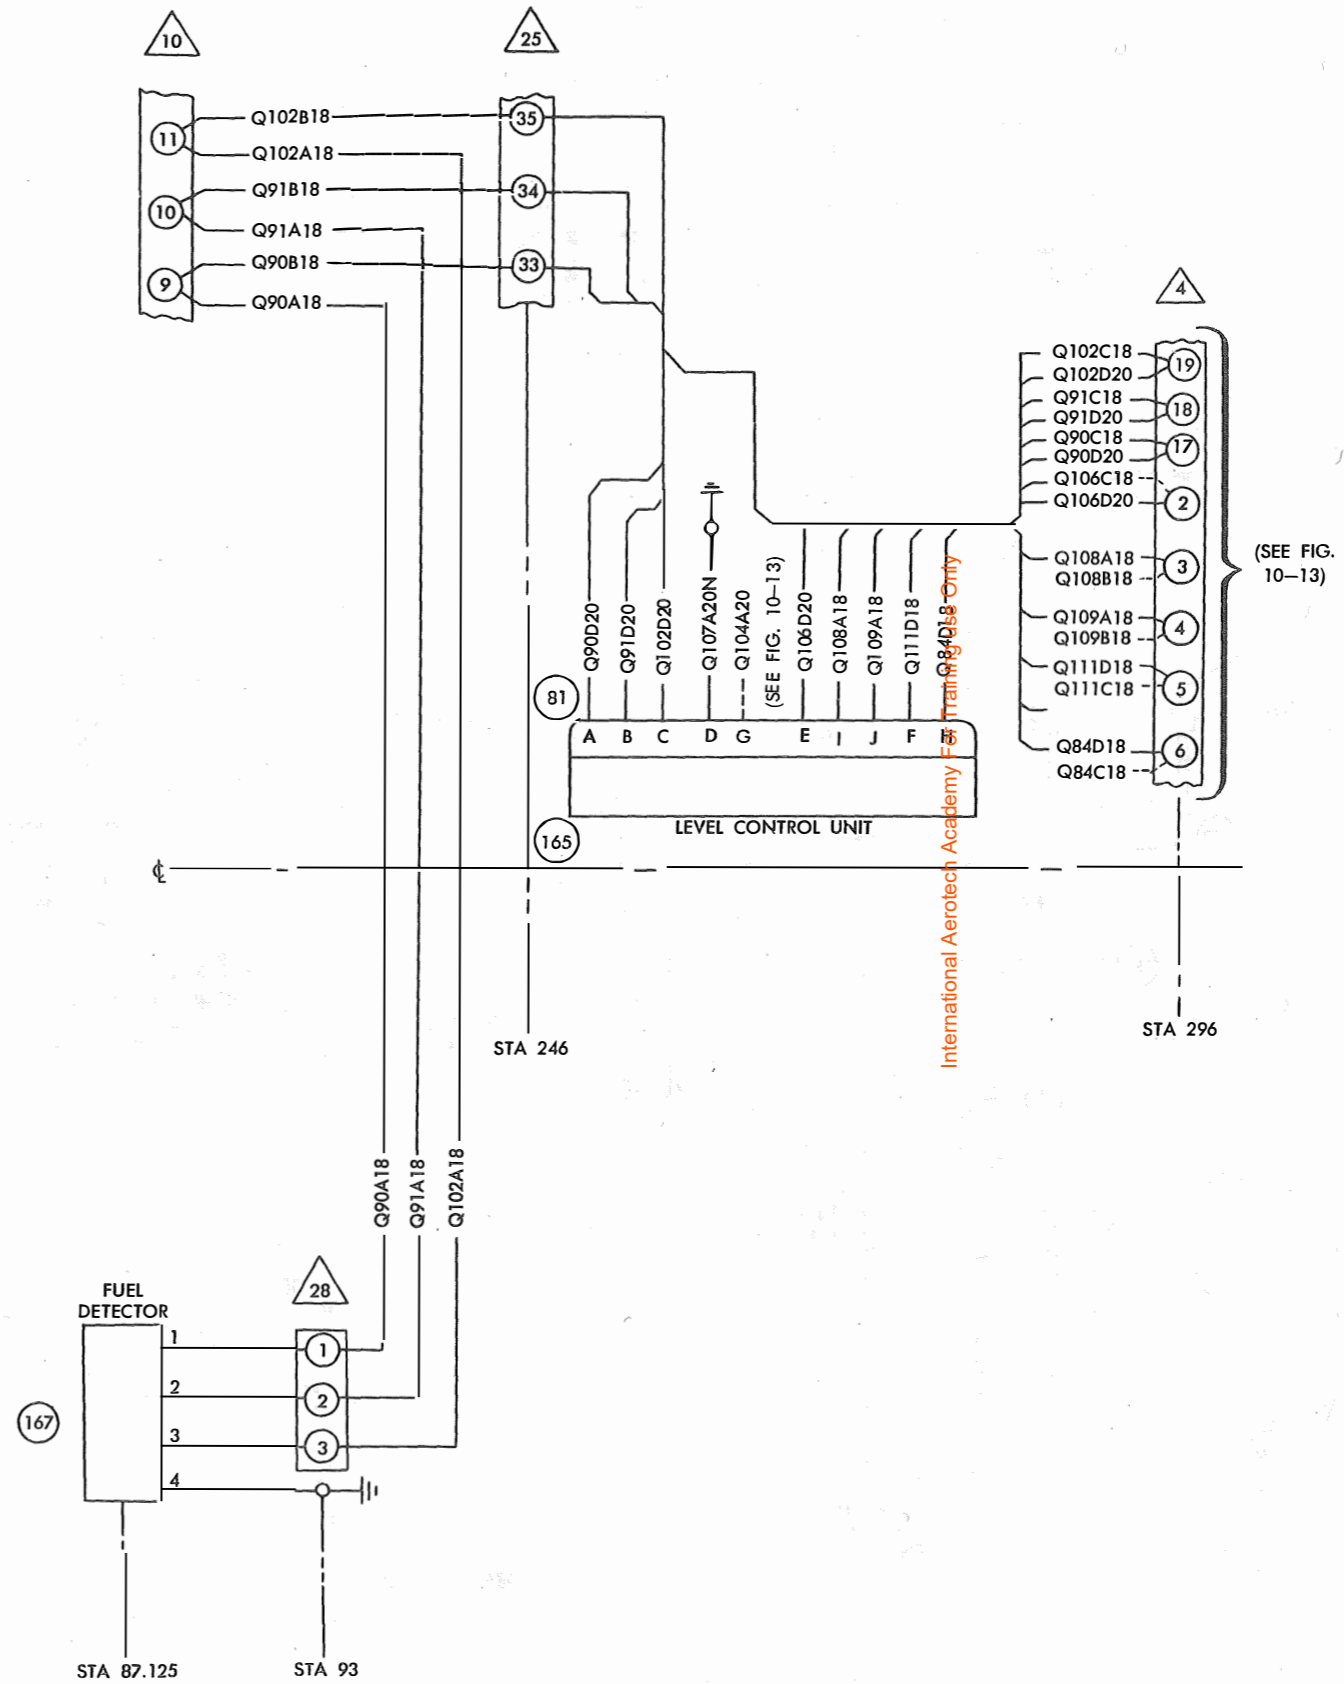 10
25
11
Q102B18
35
Q102A18
10
Q91B18
34
Q91A18
9
Q90B18
33
Q90A18
4
Q102C18
19
Q102D20
Q91C18
18
Q91D20
Q90C18
17
Q90D20
Q106C18
2
Q106D20
Q108A18
3
Q108B18
Q109A18
4
Q109B18
Q111D18
5
Q111C18
Q84D18
6
Q84C18
(SEE FIG.
10-13)
Q90D20
Q91D20
Q102D20
Q107A20N
Q104A20
(SEE FIG. 10-13)
Q106D20
Q108A18
Q109A18
Q111D18
Q84D18
81
A B C D G E I J F H
LEVEL CONTROL UNIT
165
℄
International Aerotech Academy For Training use Only
STA 246
STA 296
Q90A18
Q91A18
Q102A18
28
FUEL
DETECTOR
1
1
2
2
167
3
3
4
STA 87.125
STA 93